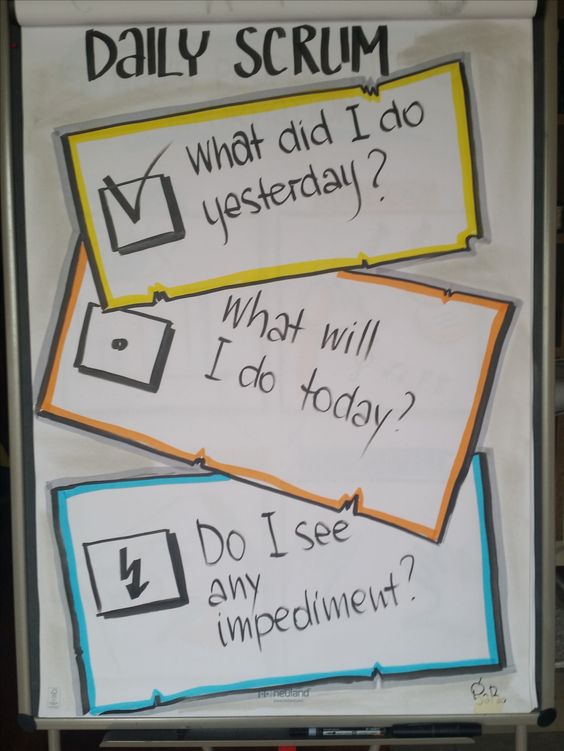 DaILY SCRUM
What did I do
yesterday?
What will
I do today?
Do I see
any
impediment?
neuland